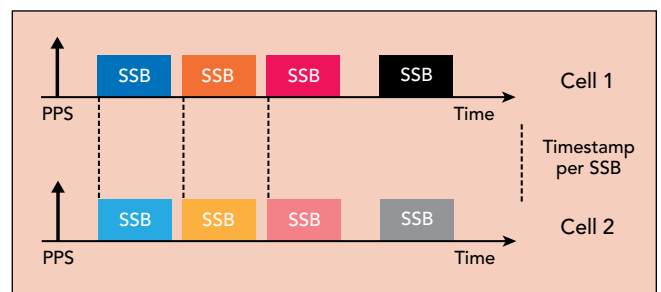 SSB SSB SSB SSB
Cell 1
PPS
Time
Timestamp
per SSB
SSB SSB SSB SSB
Cell 2
PPS
Time